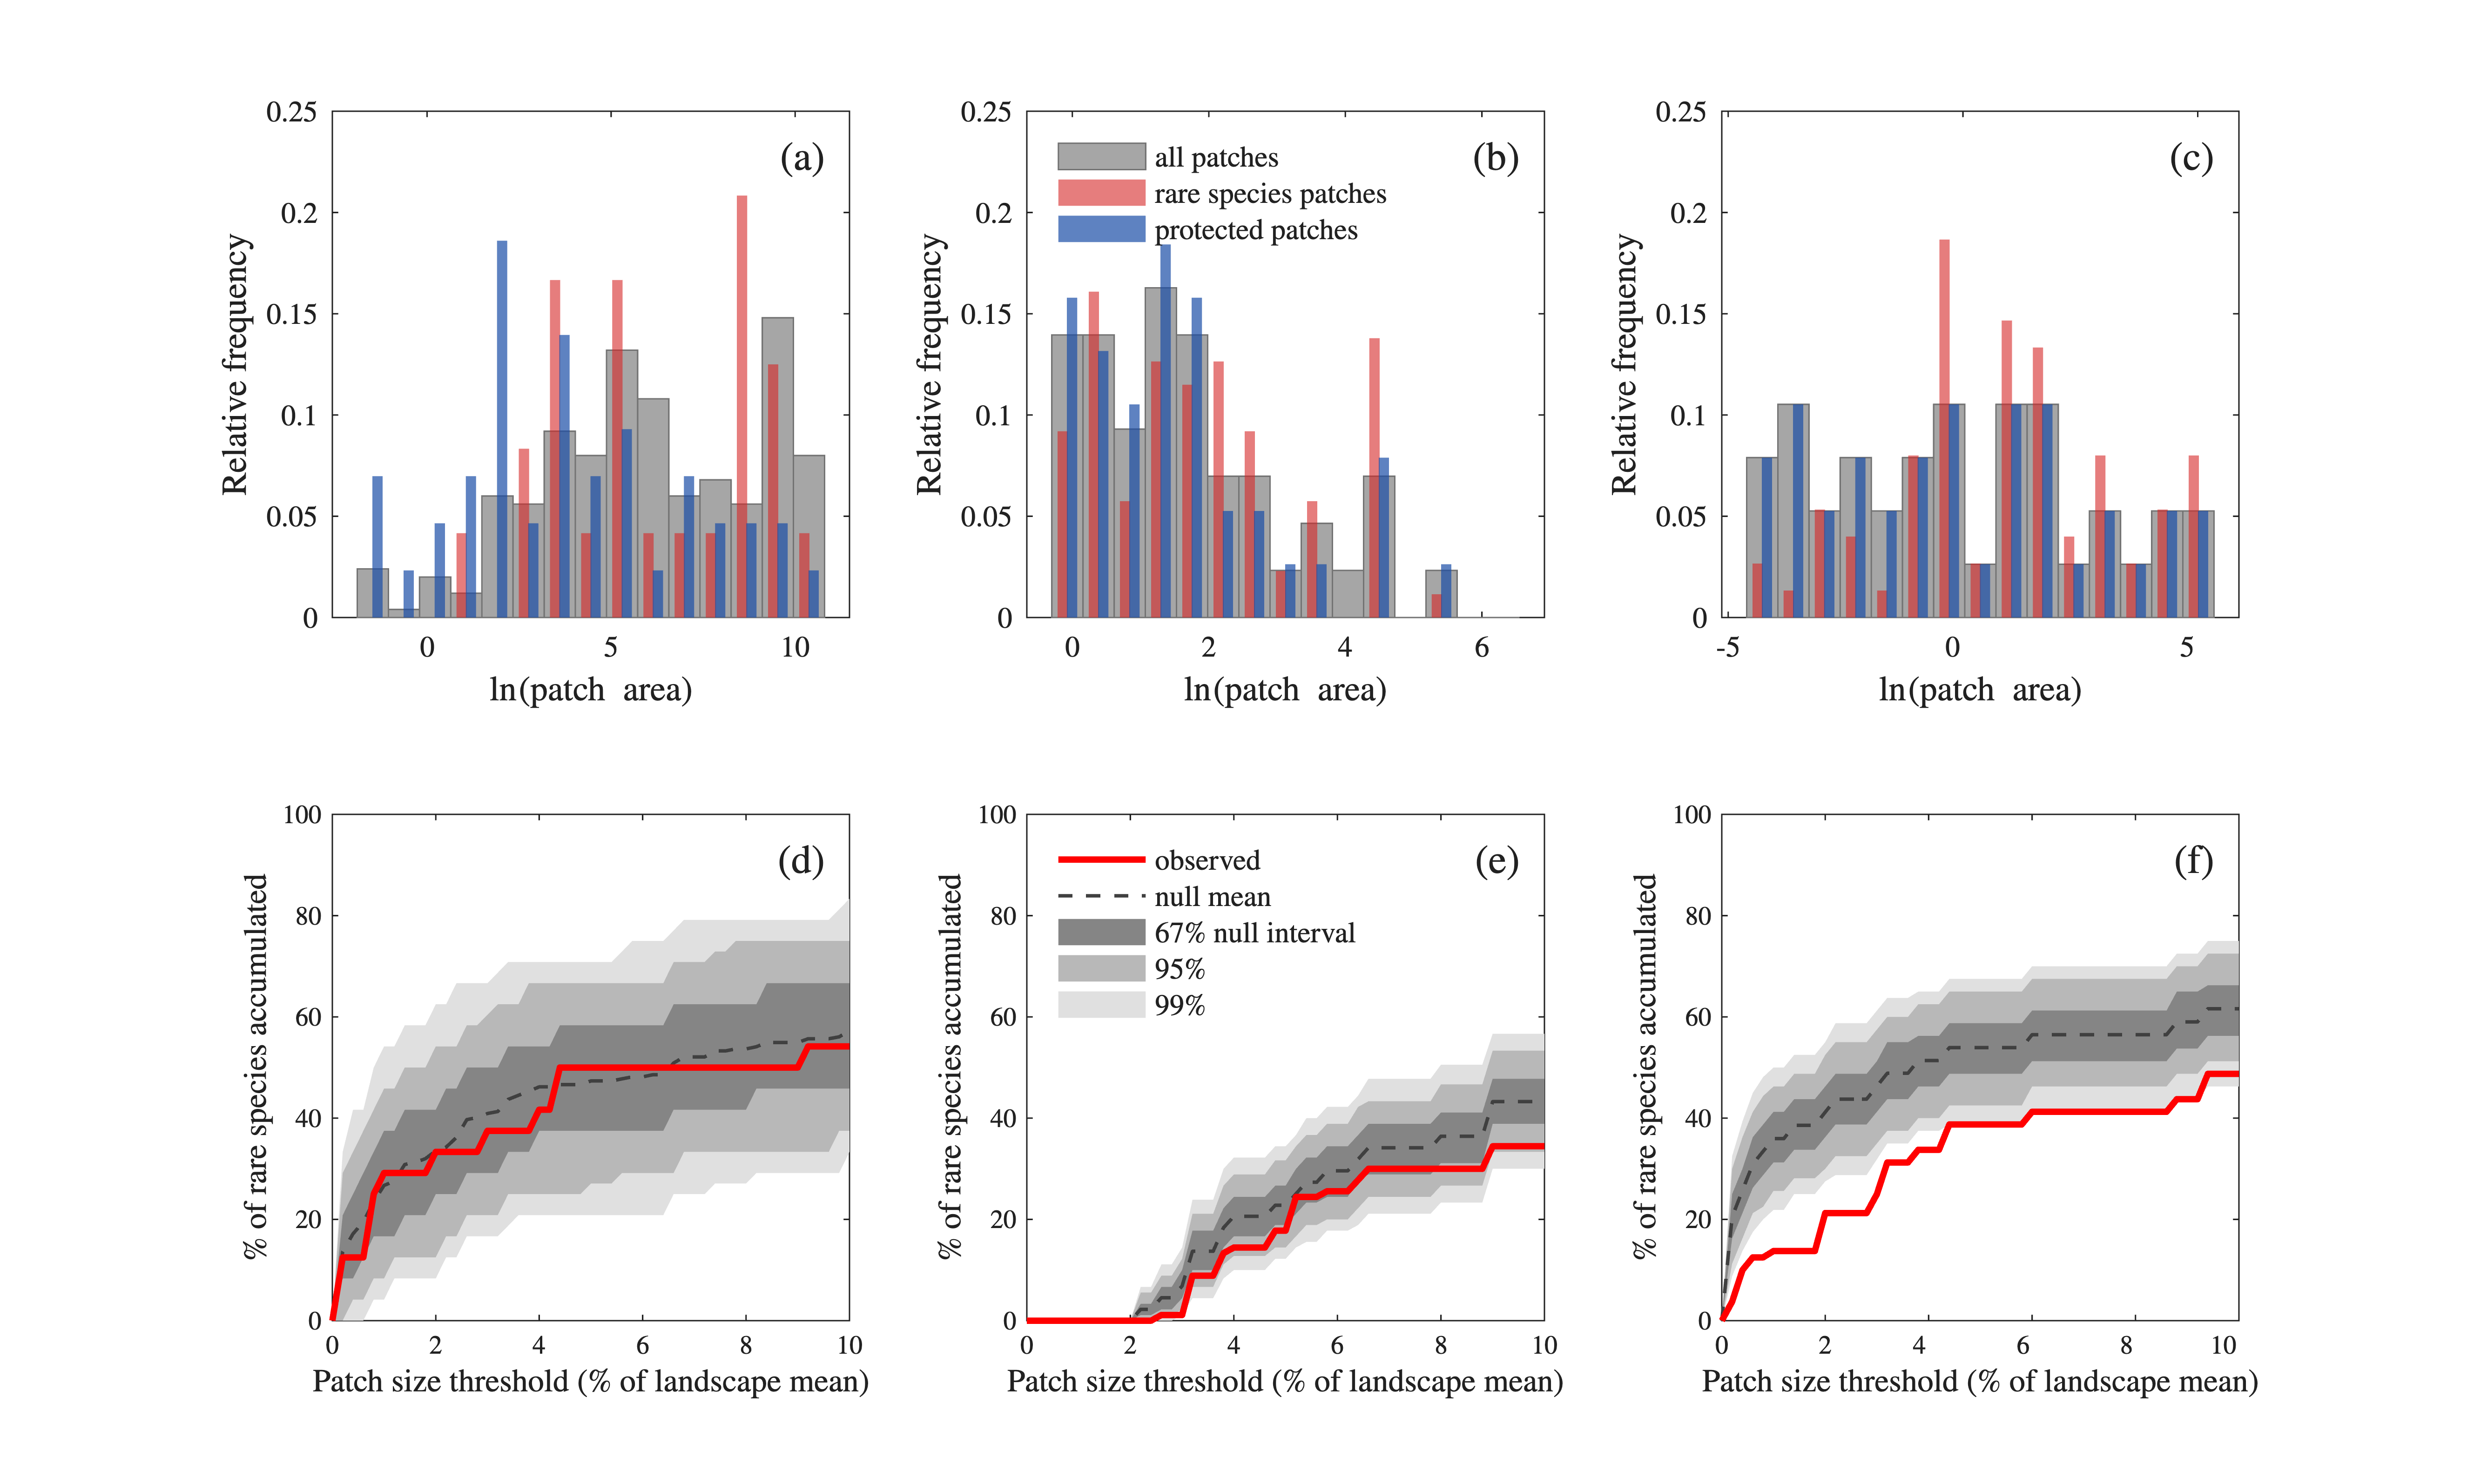 0.25
0.2
0.15
0.1
0.05
0
Relative frequency
(a)
0 5 10
ln(patch area)
0.25
0.2
0.15
0.1
0.05
0
Relative frequency
all patches
rare species patches
protected patches
(b)
0 2 4 6
ln(patch area)
0.25
0.2
0.15
0.1
0.05
0
Relative frequency
(c)
-5 0 5
ln(patch area)
100
80
60
40
20
0
% of rare species accumulated
(d)
0 2 4 6 8 10
Patch size threshold (% of landscape mean)
100
80
60
40
20
0
% of rare species accumulated
observed
null mean
67% null interval
95%
99%
(e)
0 2 4 6 8 10
Patch size threshold (% of landscape mean)
100
80
60
40
20
0
% of rare species accumulated
(f)
0 2 4 6 8 10
Patch size threshold (% of landscape mean)